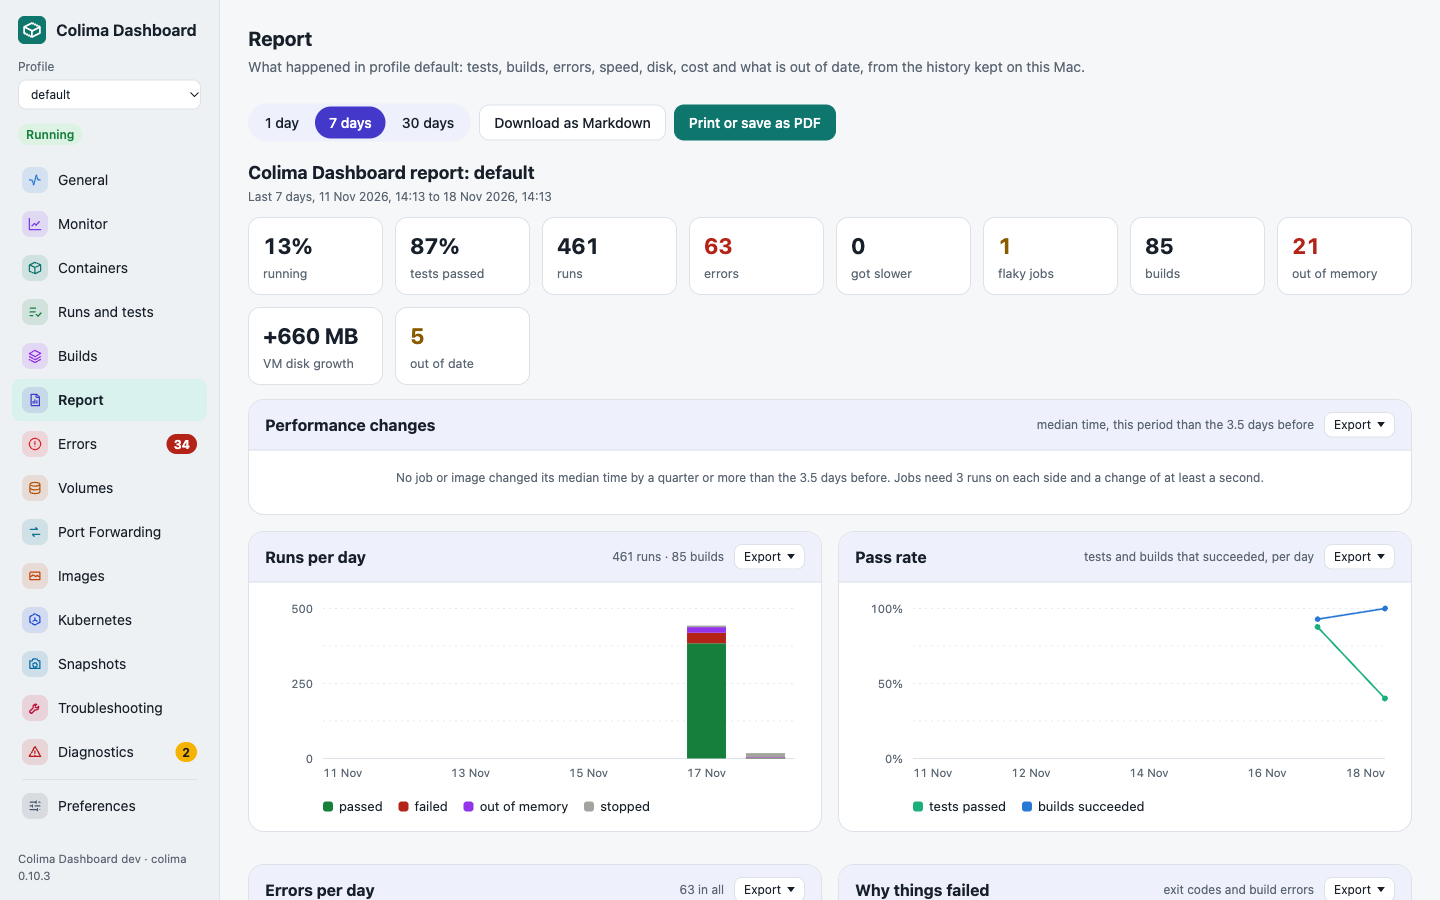 Colima Dashboard
Profile
default
Running
General
Monitor
Containers
Runs and tests
Builds
Report
Errors
34
Volumes
Port Forwarding
Images
Kubernetes
Snapshots
Troubleshooting
Diagnostics
2
Preferences
Colima Dashboard dev · colima
0.10.3
Report
What happened in profile default: tests, builds, errors, speed, disk, cost and what is out of date, from the history kept on this Mac.
1 day
7 days
30 days
Download as Markdown
Print or save as PDF
Colima Dashboard report: default
Last 7 days, 11 Nov 2026, 14:13 to 18 Nov 2026, 14:13
13%
running
87%
tests passed
461
runs
63
errors
0
got slower
1
flaky jobs
85
builds
21
out of memory
+660 MB
VM disk growth
5
out of date
Performance changes
median time, this period than the 3.5 days before
Export
No job or image changed its median time by a quarter or more than the 3.5 days before. Jobs need 3 runs on each side and a change of at least a second.
Runs per day
461 runs · 85 builds
Export
500
250
0
11 Nov
13 Nov
15 Nov
17 Nov
passed
failed
out of memory
stopped
Pass rate
tests and builds that succeeded, per day
Export
100%
50%
0%
11 Nov
12 Nov
14 Nov
16 Nov
18 Nov
tests passed
builds succeeded
Errors per day
63 in all
Export
Why things failed
exit codes and build errors
Export